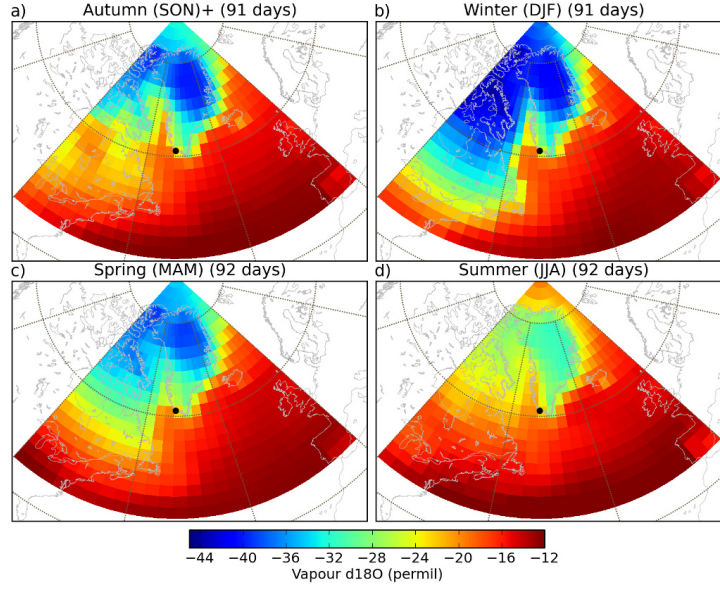 a) Autumn (SON)+ (91 days)
b) Winter (DJF) (91 days)
c) Spring (MAM) (92 days)
d) Summer (JJA) (92 days)
−44 −40 −36 −32 −28 −24 −20 −16 −12
Vapour d18O (permil)